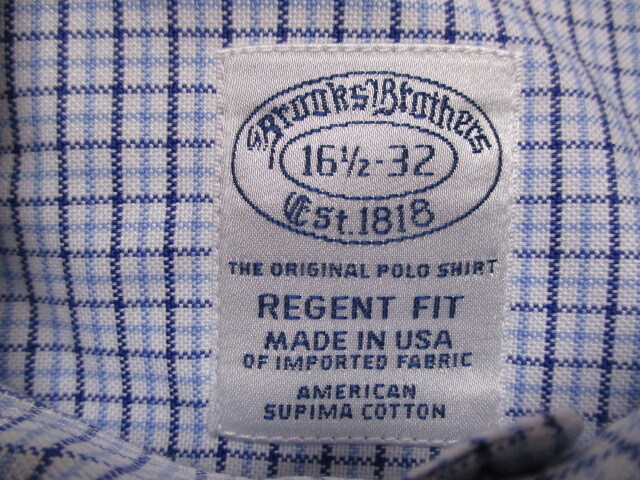 Brooks Brothers
16½-32
Est. 1818
THE ORIGINAL POLO SHIRT
REGENT FIT
MADE IN USA
OF IMPORTED FABRIC
AMERICAN
SUPIMA COTTON